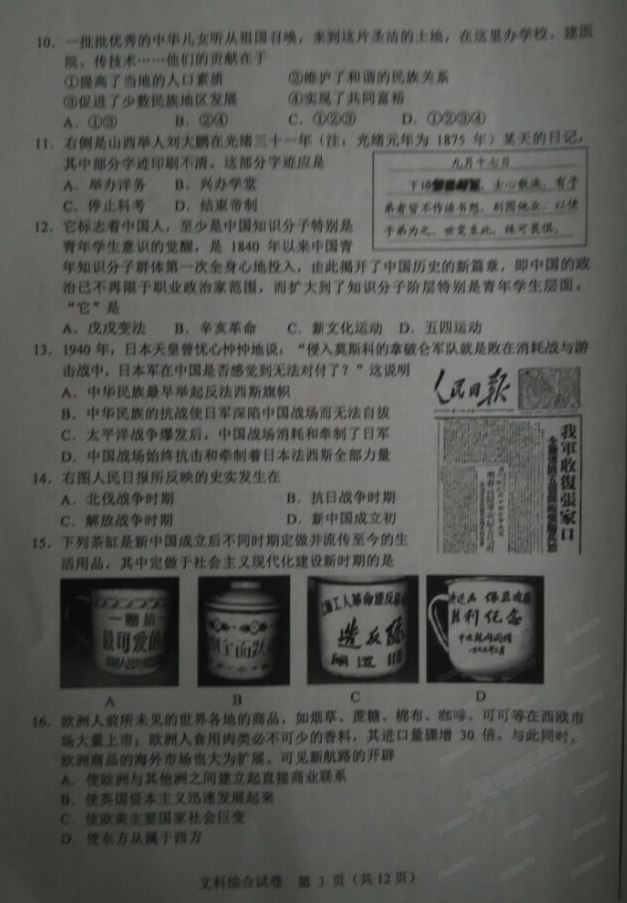 10．一批批优秀的中华儿女听从祖国召唤，来到这片圣洁的土地，在这里办学校、建医
院、传技术……他们的贡献在于
①提高了当地的人口素质 ②维护了和谐的民族关系
③促进了少数民族地区发展 ④实现了共同富裕
A．①③ B．②④ C．①②③ D．①②③④
11．右侧是山西举人刘大鹏在光绪三十一年（注：光绪元年为 1875 年）某天的日记，
其中部分字迹印刷不清。这部分字迹应是
A．举办洋务 B．兴办学堂
C．停止科考 D．结束帝制
九月十七日
下诏 ，士心散涣，有子
弟者皆不作读书想，别图他业，以使
子弟为之，世变至此，殊可畏惧。
12．它标志着中国人，至少是中国知识分子特别是
青年学生意识的觉醒，是 1840 年以来中国青
年知识分子群体第一次全身心地投入，由此揭开了中国历史的新篇章，即中国的政
治已不再限于职业政治家范围，而扩大到了知识分子阶层特别是青年学生层面。
“它”是
A．戊戌变法 B．辛亥革命 C．新文化运动 D．五四运动
13．1940 年，日本天皇曾忧心忡忡地说：“侵入莫斯科的拿破仑军队就是败在消耗战与游
击战中，日本军在中国是否感觉到无法对付了？”这说明
A．中华民族最早举起反法西斯旗帜
B．中华民族的抗战使日军深陷中国战场而无法自拔
C．太平洋战争爆发后，中国战场消耗和牵制了日军
D．中国战场始终抗击和牵制着日本法西斯全部力量
人民日报
我軍收復張家口
14．右图人民日报所反映的史实发生在
A．北伐战争时期 B．抗日战争时期
C．解放战争时期 D．新中国成立初
15．下列茶缸是新中国成立后不同时期定做并流传至今的生
活用品，其中定做于社会主义现代化建设新时期的是
赠给
最可爱的
工人革命造反总
造反队
保卫边疆
胜利纪念
A B C D
16．欧洲人前所未见的世界各地的商品，如烟草、蔗糖、棉布、咖啡、可可等在西欧市
场大量上市；欧洲人食用肉类必不可少的香料，其进口量骤增 30 倍。与此同时，
欧洲商品的海外市场也大为扩展。可见新航路的开辟
A．使欧洲与其他洲之间建立起直接商业联系
B．使英国资本主义迅速发展起来
C．使欧美主要国家社会巨变
D．使东方从属于西方
文科综合试卷 第 3 页（共 12 页）